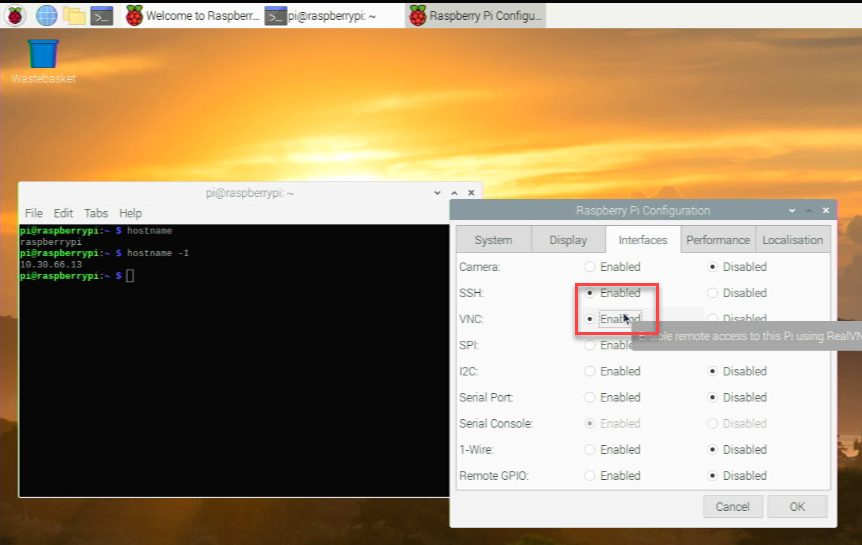 Welcome to Raspberr... pi@raspberrypi: ~ Raspberry Pi Configu...
Wastebasket
pi@raspberrypi: ~
File Edit Tabs Help
pi@raspberrypi:~ $ hostname
raspberrypi
pi@raspberrypi:~ $ hostname -I
10.30.66.13
pi@raspberrypi:~ $
Raspberry Pi Configuration
System Display Interfaces Performance Localisation
Camera: Enabled Disabled
SSH: Enabled Disabled
VNC: Enabled
Enable remote access to this Pi using RealVN
SPI: Enable
I2C: Enabled Disabled
Serial Port: Enabled Disabled
Serial Console: Enabled Disabled
1-Wire: Enabled Disabled
Remote GPIO: Enabled Disabled
Cancel OK